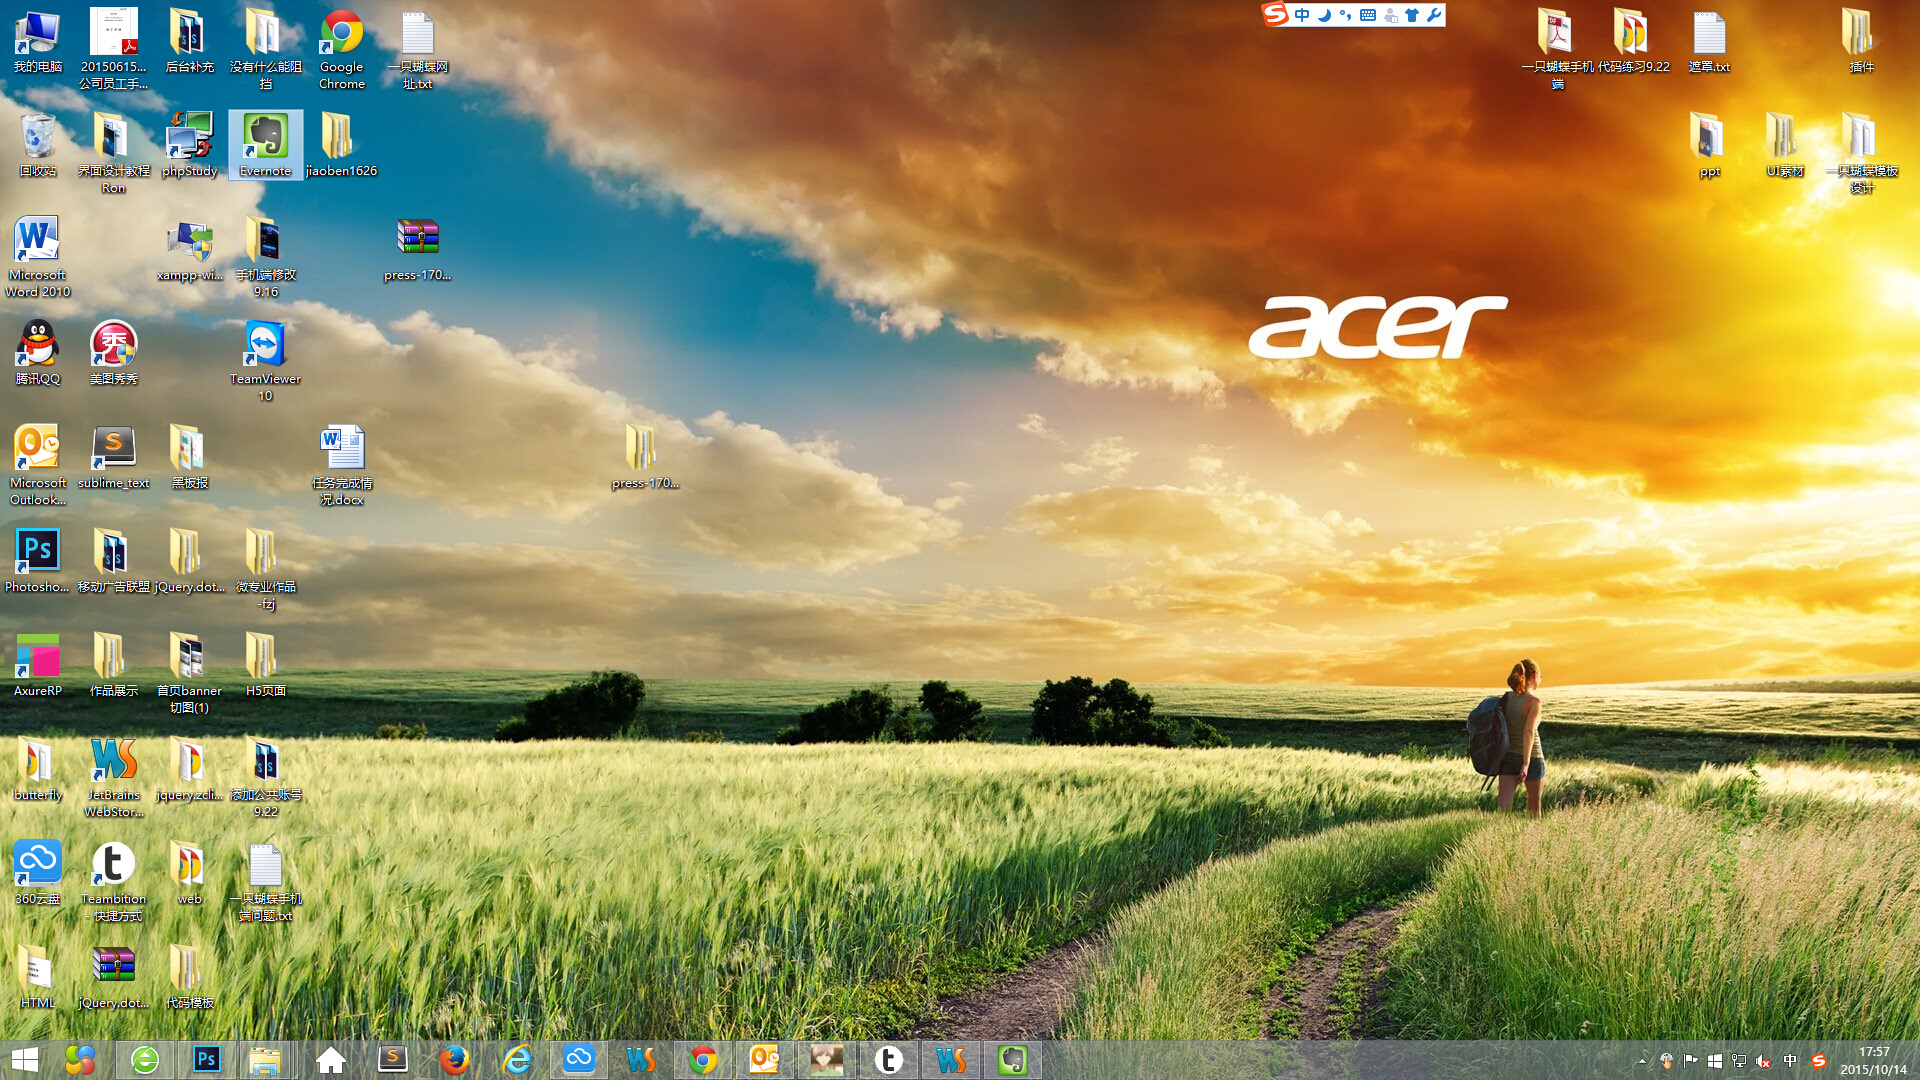 我的电脑
20150615...
公司员工手...
后台补充
没有什么能阻
挡
Google
Chrome
一只蝴蝶网
址.txt
中
一只蝴蝶手机
端
代码练习9.22
遮罩.txt
插件
回收站
界面设计教程
Ron
phpStudy
Evernote
jiaoben1626
ppt
UI素材
一只蝴蝶模板
设计
Microsoft
Word 2010
xampp-wi...
手机端修改
9.16
press-170...
acer
腾讯QQ
美图秀秀
TeamViewer
10
Microsoft
Outlook...
sublime_text
黑板报
任务完成情
况.docx
press-170...
Photosho...
移动广告联盟
jQuery.dot...
微专业作品
-fzj
AxureRP
作品展示
首页banner
切图(1)
H5页面
butterfly
JetBrains
WebStor...
jquery.zcli...
添加公共账号
9.22
360云盘
Teambition
- 快捷方式
web
一只蝴蝶手机
端问题.txt
HTML
jQuery.dot...
代码模板
中
17:57
2015/10/14